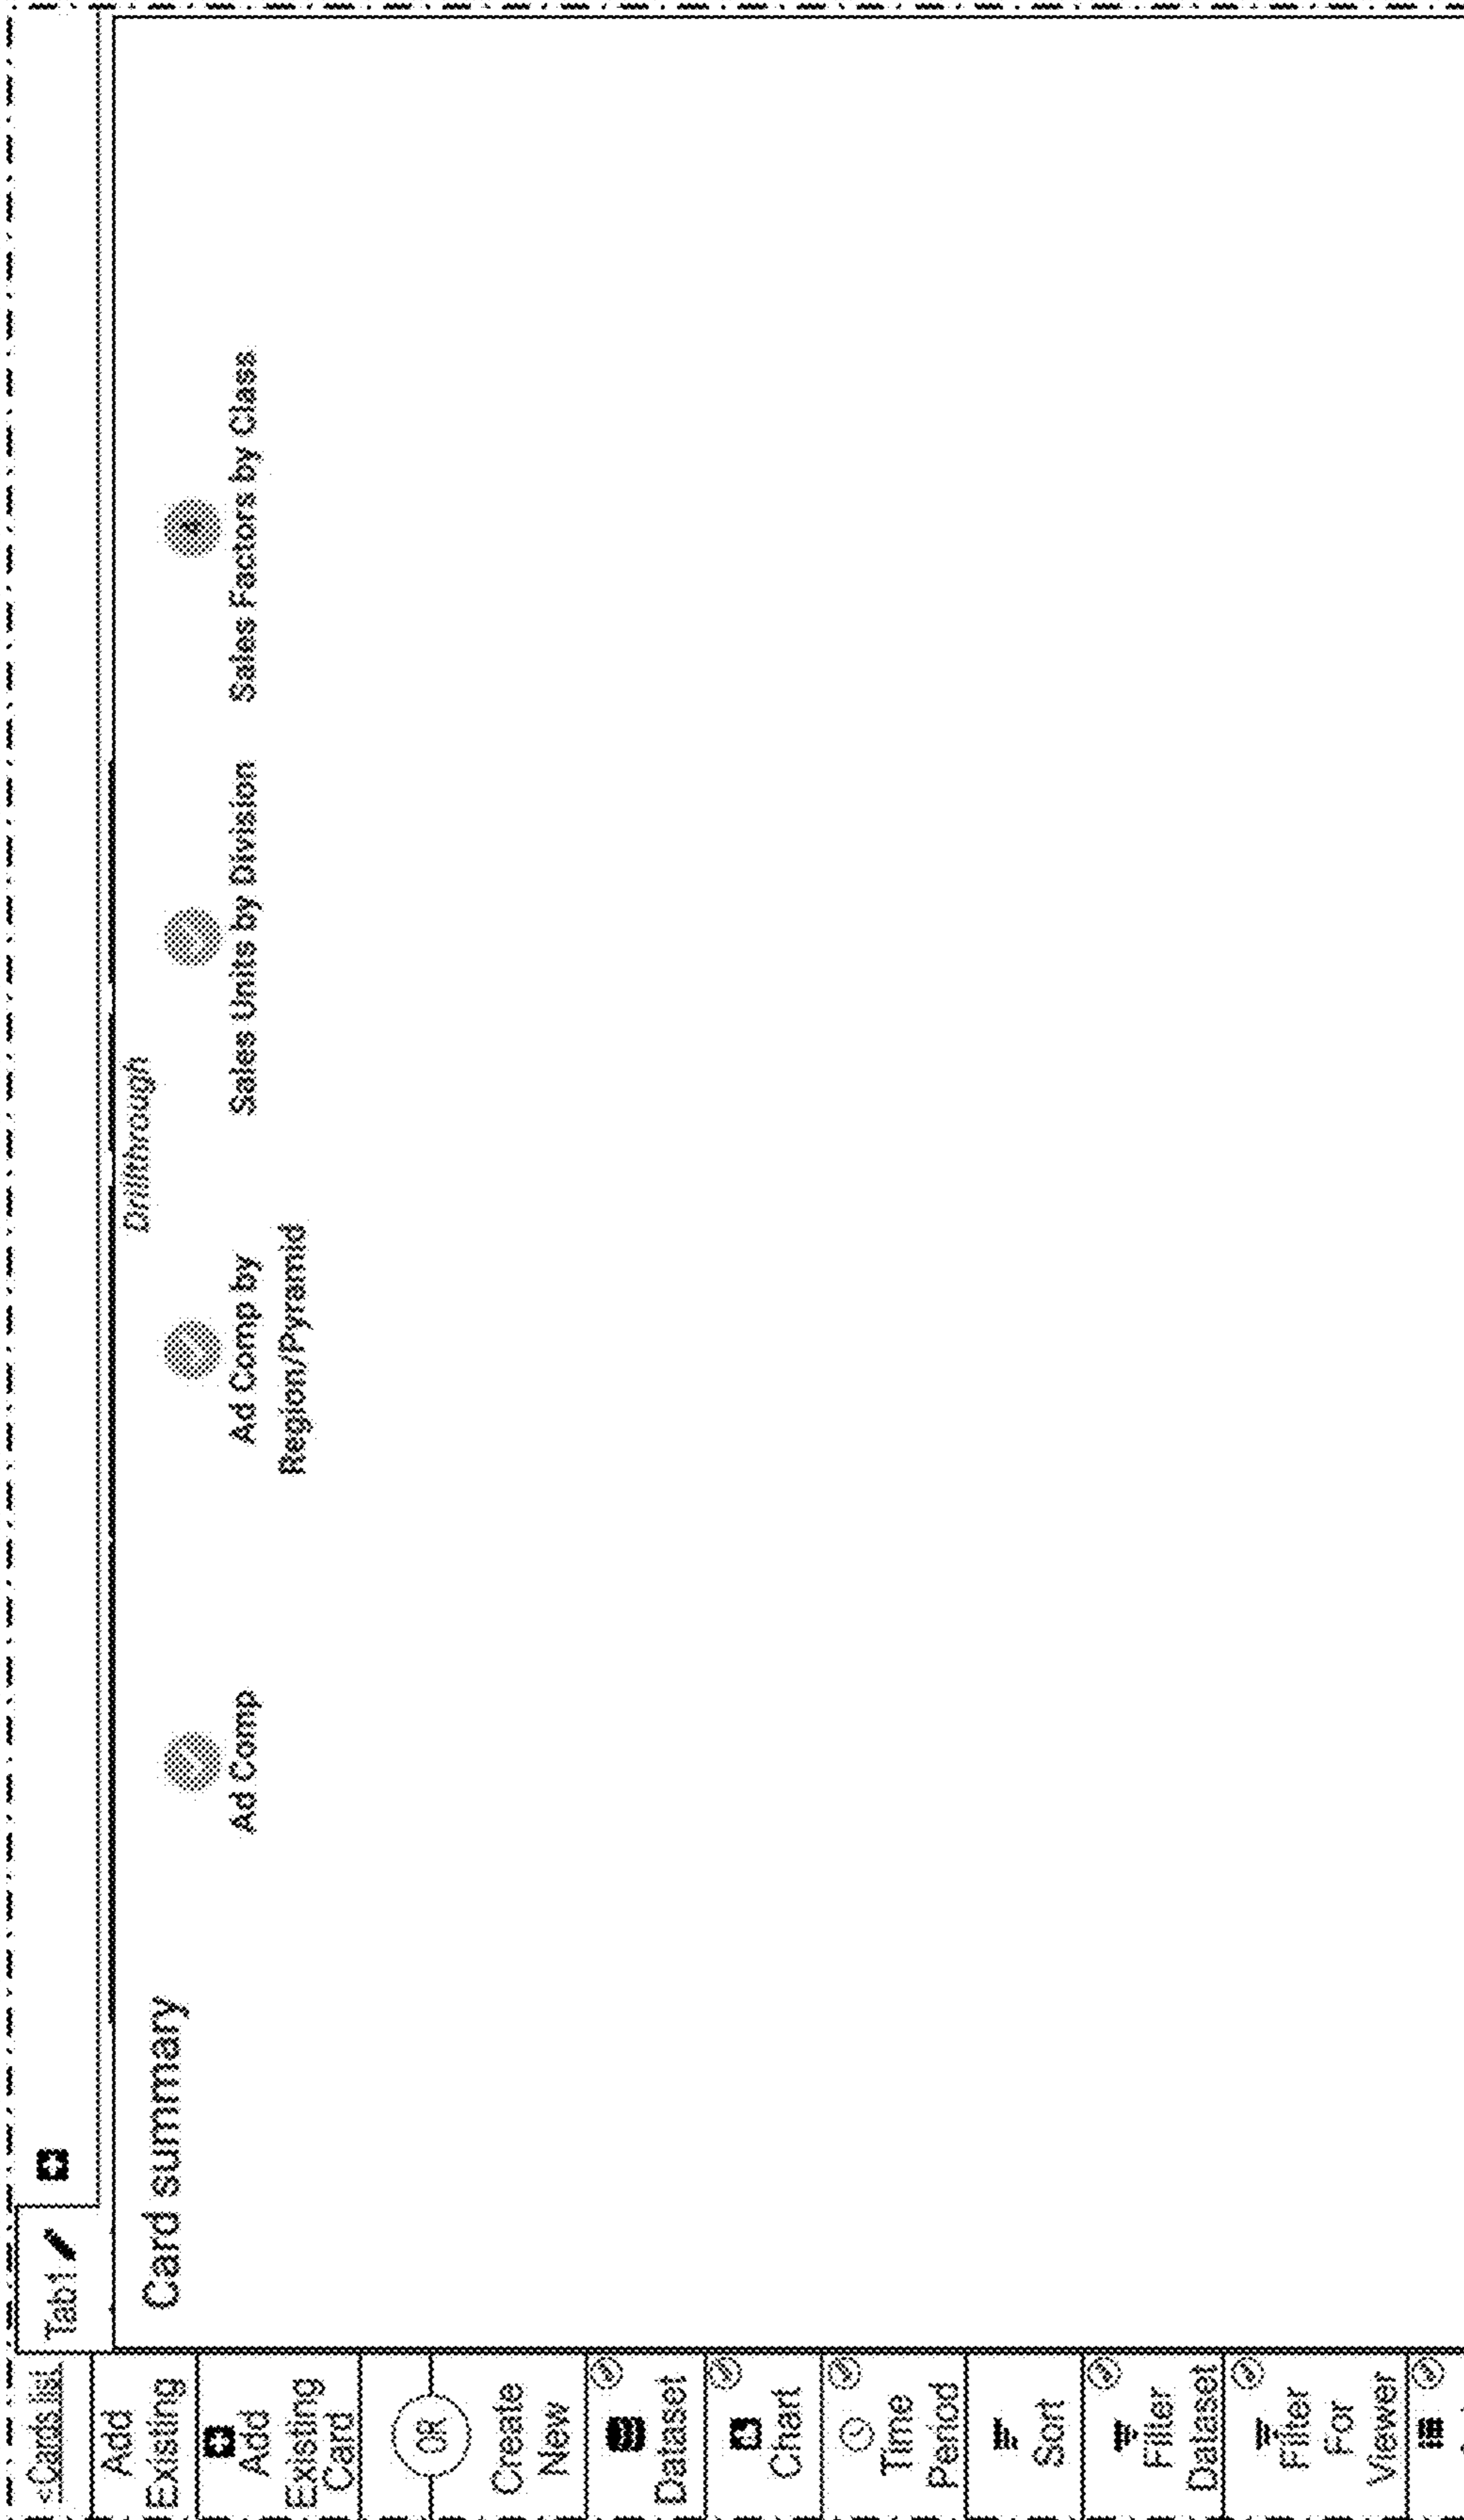 <Cards list
Tab1
Add
Existing
Add
Existing
Card
OR
Create
New
Dataset
Chart
Time
Period
Sort
Filter
Dataset
Filter
For
Viewer
Drillthrough
Card summary
Ad Comp
Ad Comp by
Region/Pyramid
Sales Units by Division
4
Sales Factors by Class